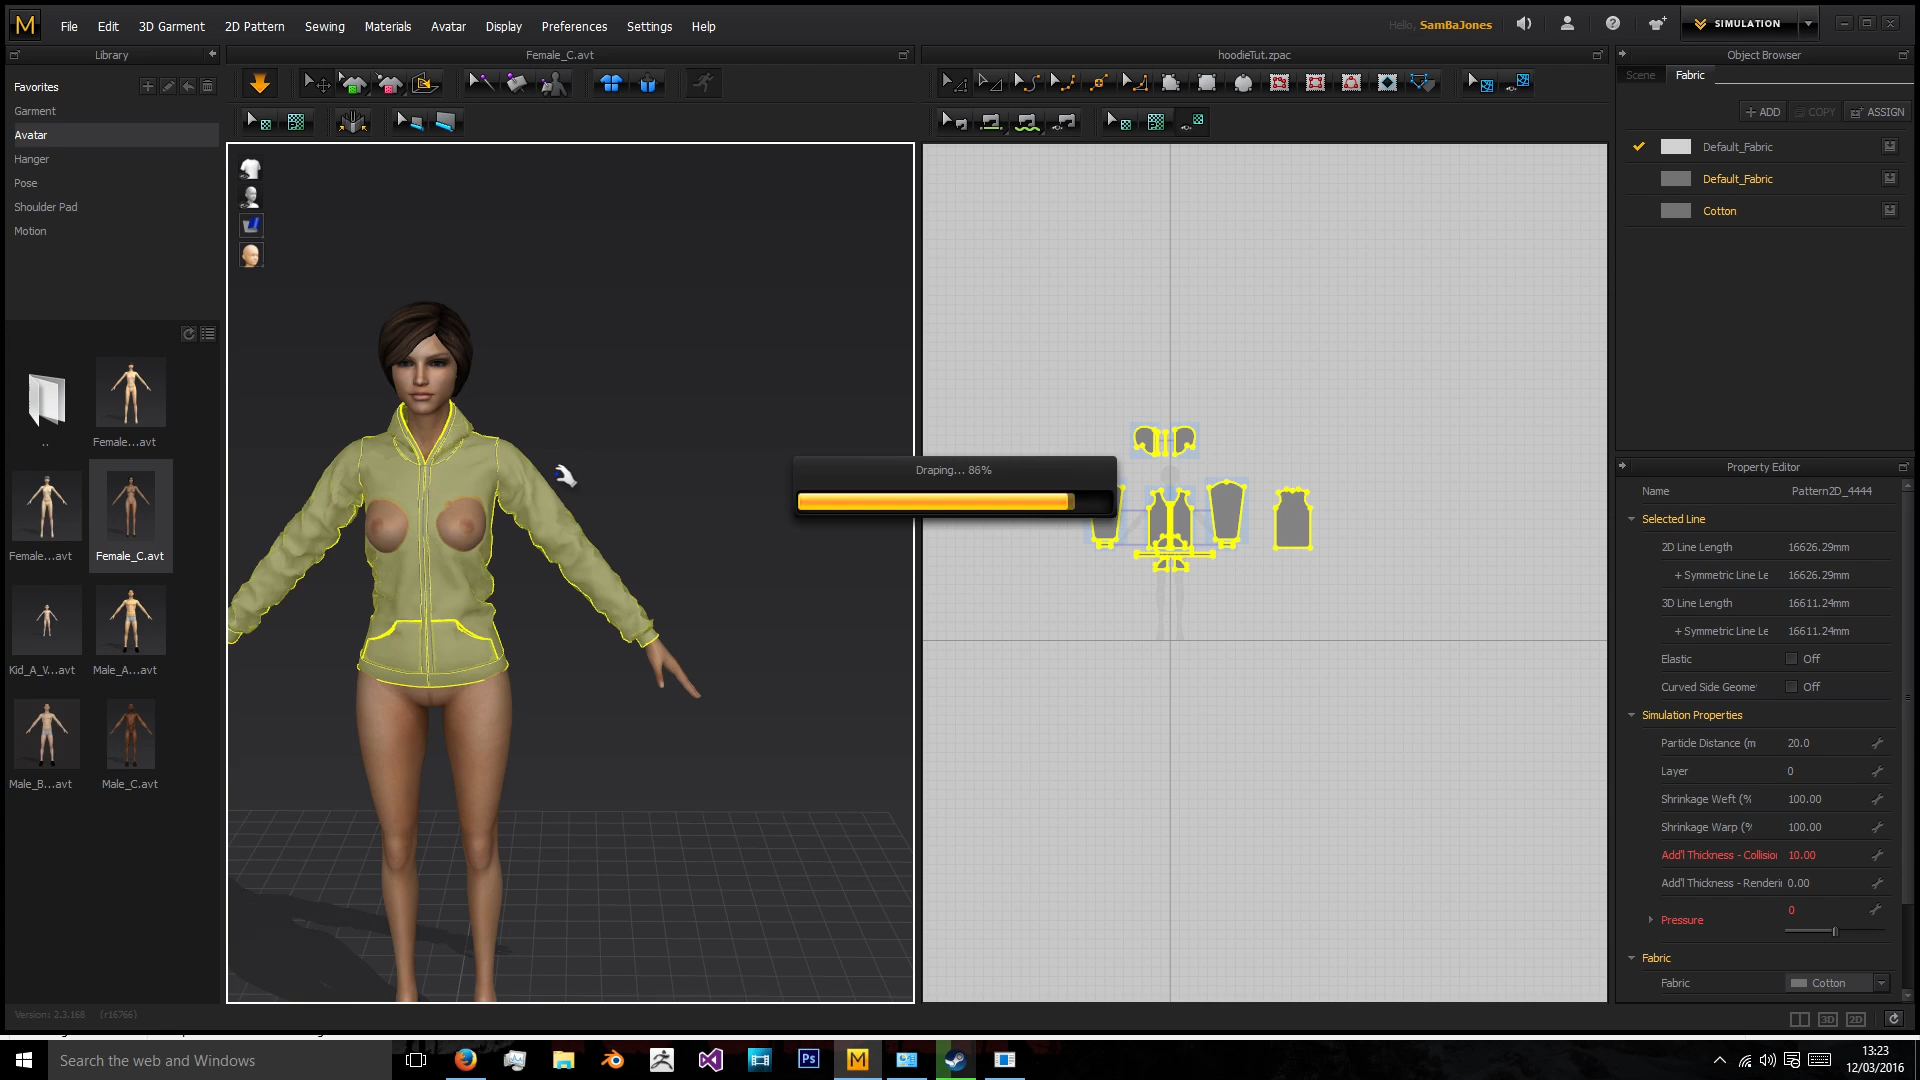 M File Edit 3D Garment 2D Pattern Sewing Materials Avatar Display Preferences Settings Help Hello, SamBaJones SIMULATION
Library Female_C.avt hoodieTut.zpac Object Browser
Scene Fabric
Favorites
Garment
Avatar
Hanger
Pose
Shoulder Pad
Motion
+ ADD COPY ASSIGN
Default_Fabric
Default_Fabric
Cotton
..
Female...avt
Female...avt
Female_C.avt
Kid_A_V...avt
Male_A...avt
Male_B...avt
Male_C.avt
Draping... 86%
Property Editor
Name Pattern2D_4444
Selected Line
2D Line Length 16626.29mm
+ Symmetric Line Le 16626.29mm
3D Line Length 16611.24mm
+ Symmetric Line Le 16611.24mm
Elastic Off
Curved Side Geome Off
Simulation Properties
Particle Distance (m 20.0
Layer 0
Shrinkage Weft (% 100.00
Shrinkage Warp (% 100.00
Add'l Thickness - Collision 10.00
Add'l Thickness - Renderi 0.00
Pressure 0
Fabric
Fabric Cotton
Version: 2.3.168 (r16766)
3D 2D
Search the web and Windows
Ps
M
13:23
12/03/2016